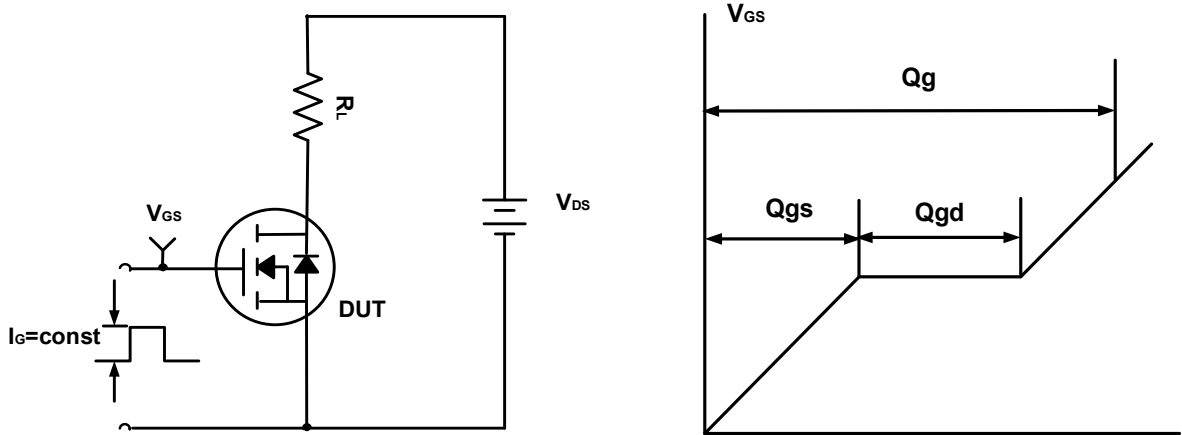 RL
VGS
VDS
DUT
IG=const
VGS
Qg
Qgs
Qgd